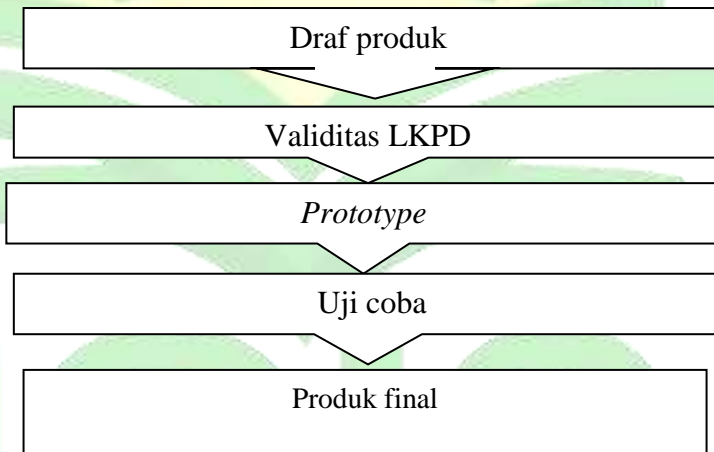 Draf produk
Validitas LKPD
Prototype
Uji coba
Produk final